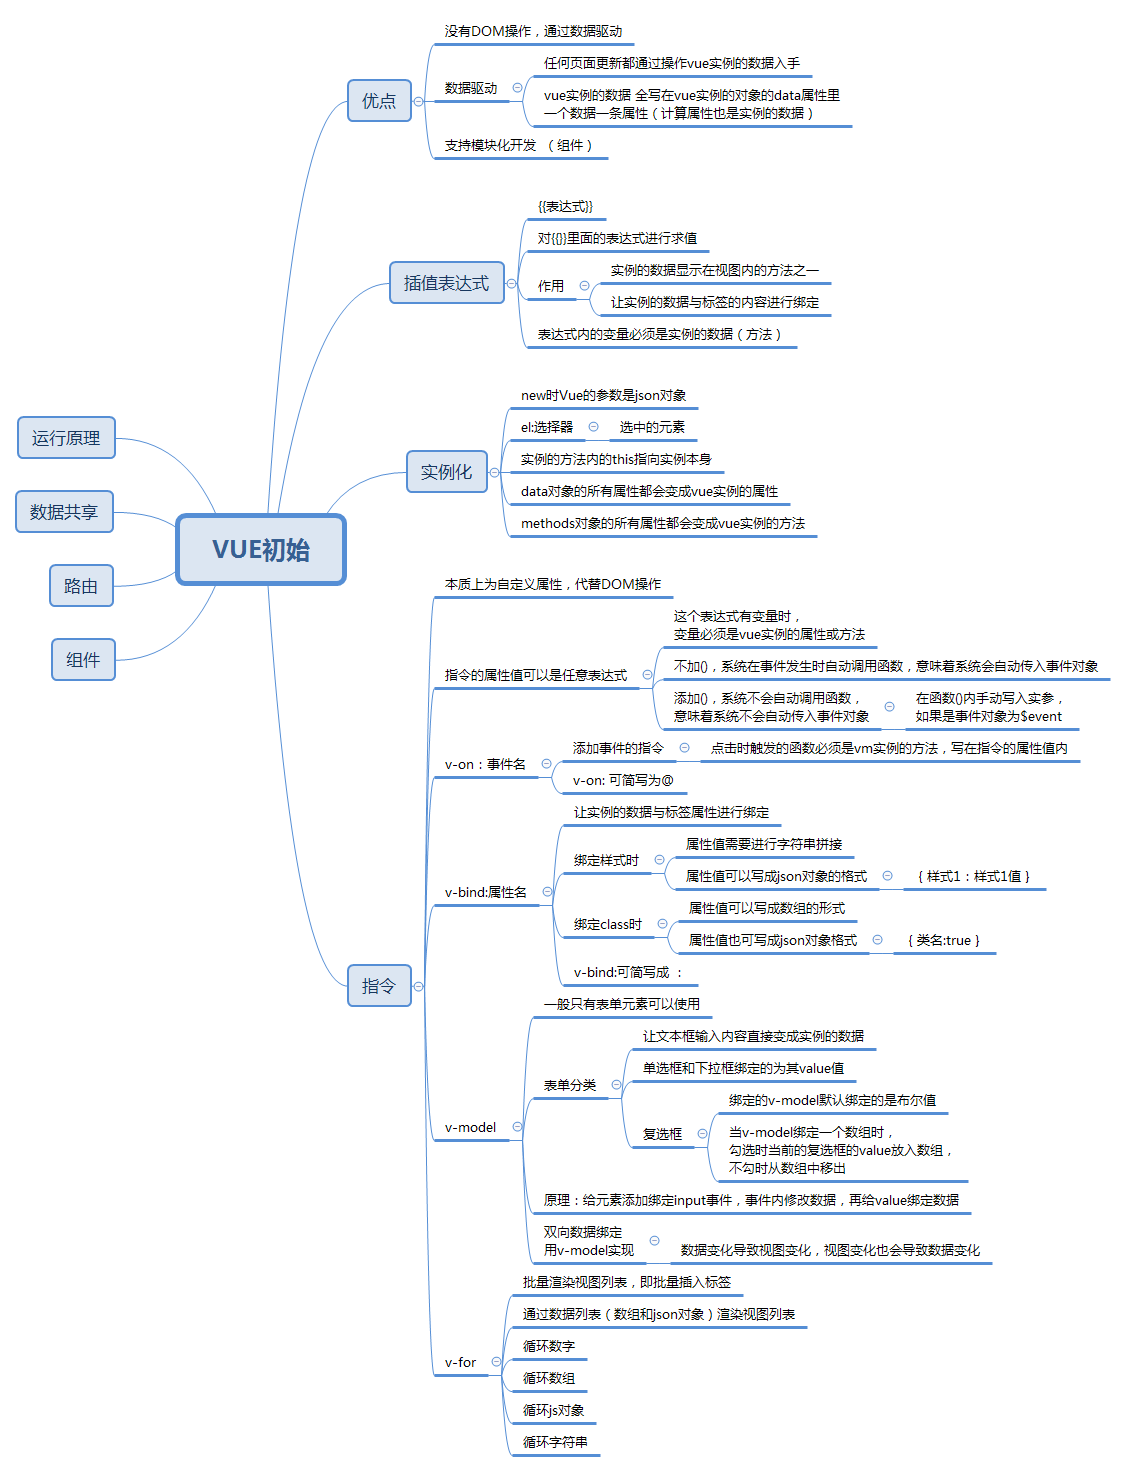 VUE初始
优点
没有DOM操作，通过数据驱动
数据驱动
任何页面更新都通过操作vue实例的数据入手
vue实例的数据 全写在vue实例的对象的data属性里
一个数据一条属性（计算属性也是实例的数据）
支持模块化开发 （组件）
插值表达式
{{表达式}}
对{{}}里面的表达式进行求值
作用
实例的数据显示在视图内的方法之一
让实例的数据与标签的内容进行绑定
表达式内的变量必须是实例的数据（方法）
实例化
new时Vue的参数是json对象
el:选择器
选中的元素
实例的方法内的this指向实例本身
data对象的所有属性都会变成vue实例的属性
methods对象的所有属性都会变成vue实例的方法
指令
本质上为自定义属性，代替DOM操作
指令的属性值可以是任意表达式
这个表达式有变量时，
变量必须是vue实例的属性或方法
不加()，系统在事件发生时自动调用函数，意味着系统会自动传入事件对象
添加()，系统不会自动调用函数，
意味着系统不会自动传入事件对象
在函数()内手动写入实参，
如果是事件对象为$event
v-on：事件名
添加事件的指令
点击时触发的函数必须是vm实例的方法，写在指令的属性值内
v-on: 可简写为@
v-bind:属性名
让实例的数据与标签属性进行绑定
绑定样式时
属性值需要进行字符串拼接
属性值可以写成json对象的格式
{ 样式1：样式1值 }
绑定class时
属性值可以写成数组的形式
属性值也可写成json对象格式
{ 类名:true }
v-bind:可简写成 ：
v-model
一般只有表单元素可以使用
表单分类
让文本框输入内容直接变成实例的数据
单选框和下拉框绑定的为其value值
复选框
绑定的v-model默认绑定的是布尔值
当v-model绑定一个数组时，
勾选时当前的复选框的value放入数组，
不勾时从数组中移出
原理：给元素添加绑定input事件，事件内修改数据，再给value绑定数据
双向数据绑定
用v-model实现
数据变化导致视图变化，视图变化也会导致数据变化
v-for
批量渲染视图列表，即批量插入标签
通过数据列表（数组和json对象）渲染视图列表
循环数字
循环数组
循环js对象
循环字符串
运行原理
数据共享
路由
组件